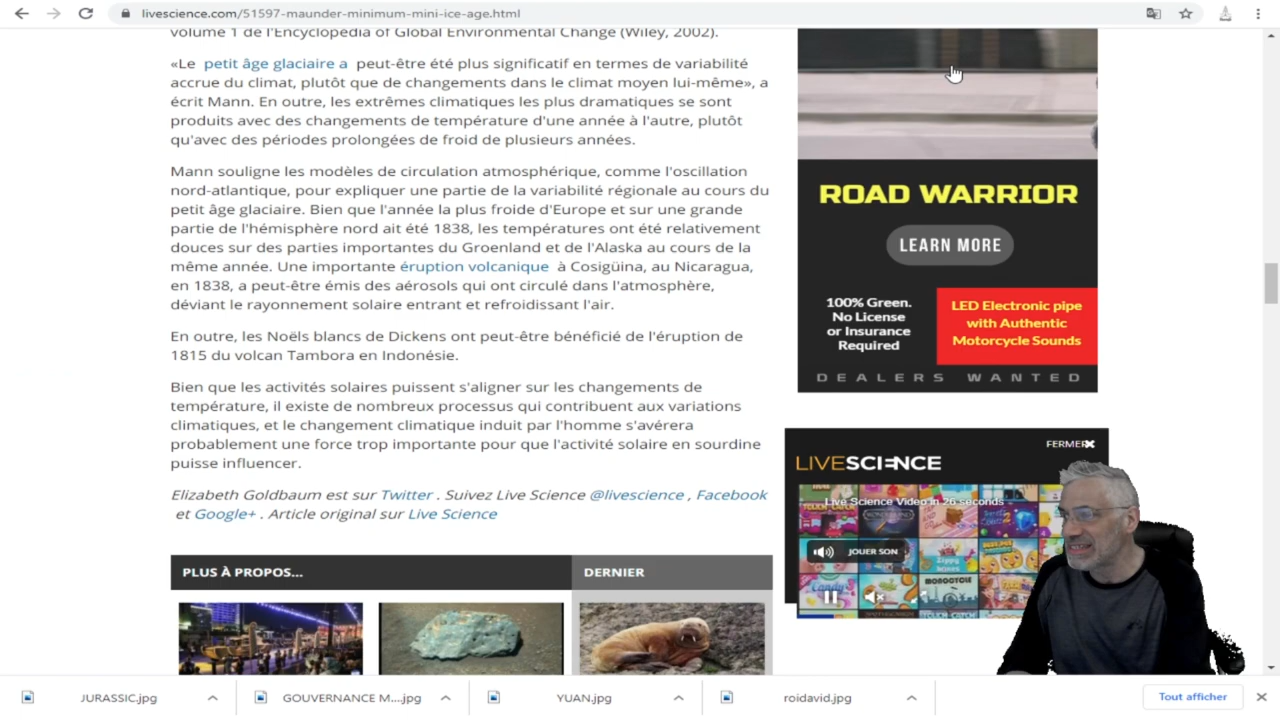 livescience.com/51597-maunder-minimum-mini-ice-age.html
volume 1 de l'Encyclopedia of Global Environmental Change (Wiley, 2002).
«Le petit âge glaciaire a peut-être été plus significatif en termes de variabilité
accrue du climat, plutôt que de changements dans le climat moyen lui-même», a
écrit Mann. En outre, les extrêmes climatiques les plus dramatiques se sont
produits avec des changements de température d'une année à l'autre, plutôt
qu'avec des périodes prolongées de froid de plusieurs années.
Mann souligne les modèles de circulation atmosphérique, comme l'oscillation
nord-atlantique, pour expliquer une partie de la variabilité régionale au cours du
petit âge glaciaire. Bien que l'année la plus froide d'Europe et sur une grande
partie de l'hémisphère nord ait été 1838, les températures ont été relativement
douces sur des parties importantes du Groenland et de l'Alaska au cours de la
même année. Une importante éruption volcanique à Cosigüina, au Nicaragua,
en 1838, a peut-être émis des aérosols qui ont circulé dans l'atmosphère,
déviant le rayonnement solaire entrant et refroidissant l'air.
En outre, les Noëls blancs de Dickens ont peut-être bénéficié de l'éruption de
1815 du volcan Tambora en Indonésie.
Bien que les activités solaires puissent s'aligner sur les changements de
température, il existe de nombreux processus qui contribuent aux variations
climatiques, et le changement climatique induit par l'homme s'avérera
probablement une force trop importante pour que l'activité solaire en sourdine
puisse influencer.
Elizabeth Goldbaum est sur Twitter . Suivez Live Science @livescience , Facebook
et Google+ . Article original sur Live Science
PLUS À PROPOS...
DERNIER
ROAD WARRIOR
LEARN MORE
100% Green.
No License
or Insurance
Required
LED Electronic pipe
with Authentic
Motorcycle Sounds
DEALERS WANTED
FERMER
LIVESCIENCE
Live Science Video in 26 seconds
JOUER SON
Zippy
Candy
MONOCYCLE
JURASSIC.jpg
GOUVERNANCE M....jpg
YUAN.jpg
roidavid.jpg
Tout afficher